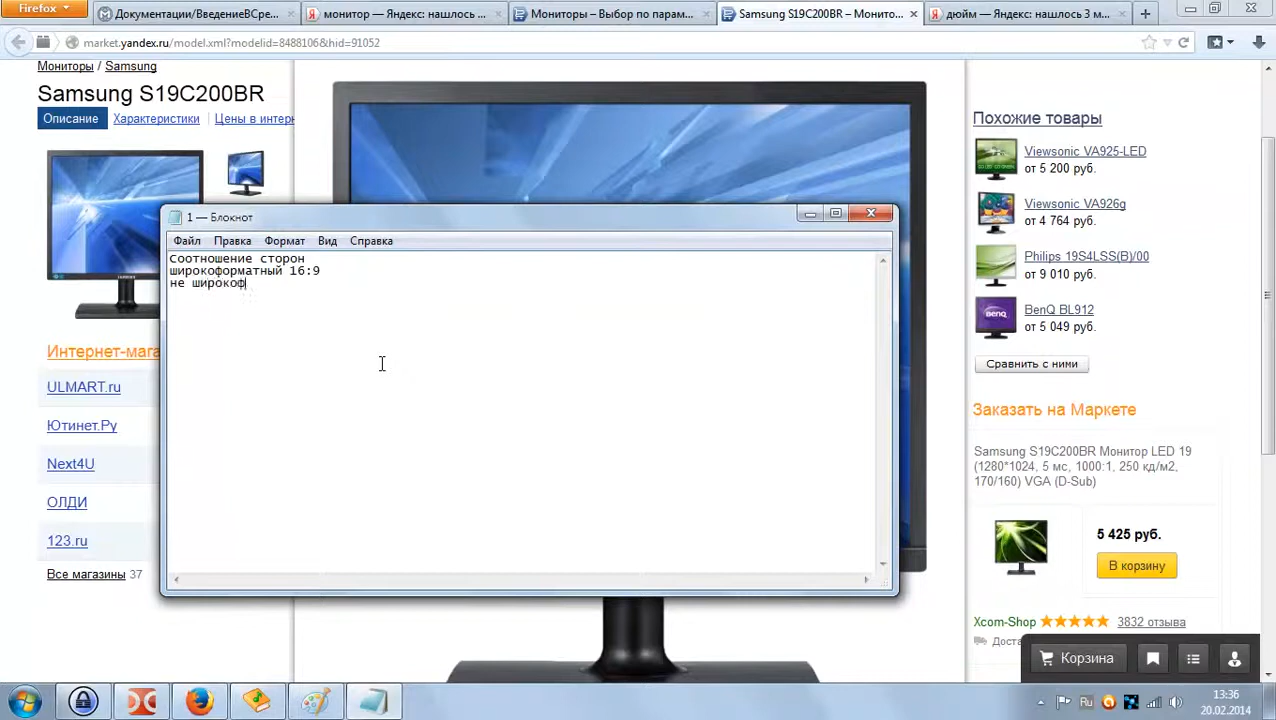 Firefox
Документации/ВведениеВСре...
монитор — Яндекс: нашлось ...
Мониторы – Выбор по парам...
Samsung S19C200BR – Монито...
дюйм — Яндекс: нашлось 3 м...
market.yandex.ru/model.xml?modelid=8488106&hid=91052
Мониторы / Samsung
Samsung S19C200BR
Описание Характеристики Цены в интерн
Интернет-мага
ULMART.ru
Ютинет.Ру
Next4U
ОЛДИ
123.ru
Все магазины 37
1 — Блокнот
Файл Правка Формат Вид Справка
Соотношение сторон
широкоформатный 16:9
не широкоф
Похожие товары
Viewsonic VA925-LED
от 5 200 руб.
Viewsonic VA926g
от 4 764 руб.
Philips 19S4LSS(B)/00
от 9 010 руб.
BenQ BL912
от 5 049 руб.
Сравнить с ними
Заказать на Маркете
Samsung S19C200BR Монитор LED 19
(1280*1024, 5 мс, 1000:1, 250 кд/м2,
170/160) VGA (D-Sub)
5 425 руб.
В корзину
Xcom-Shop 3832 отзыва
Доста
Корзина
13:36
20.02.2014